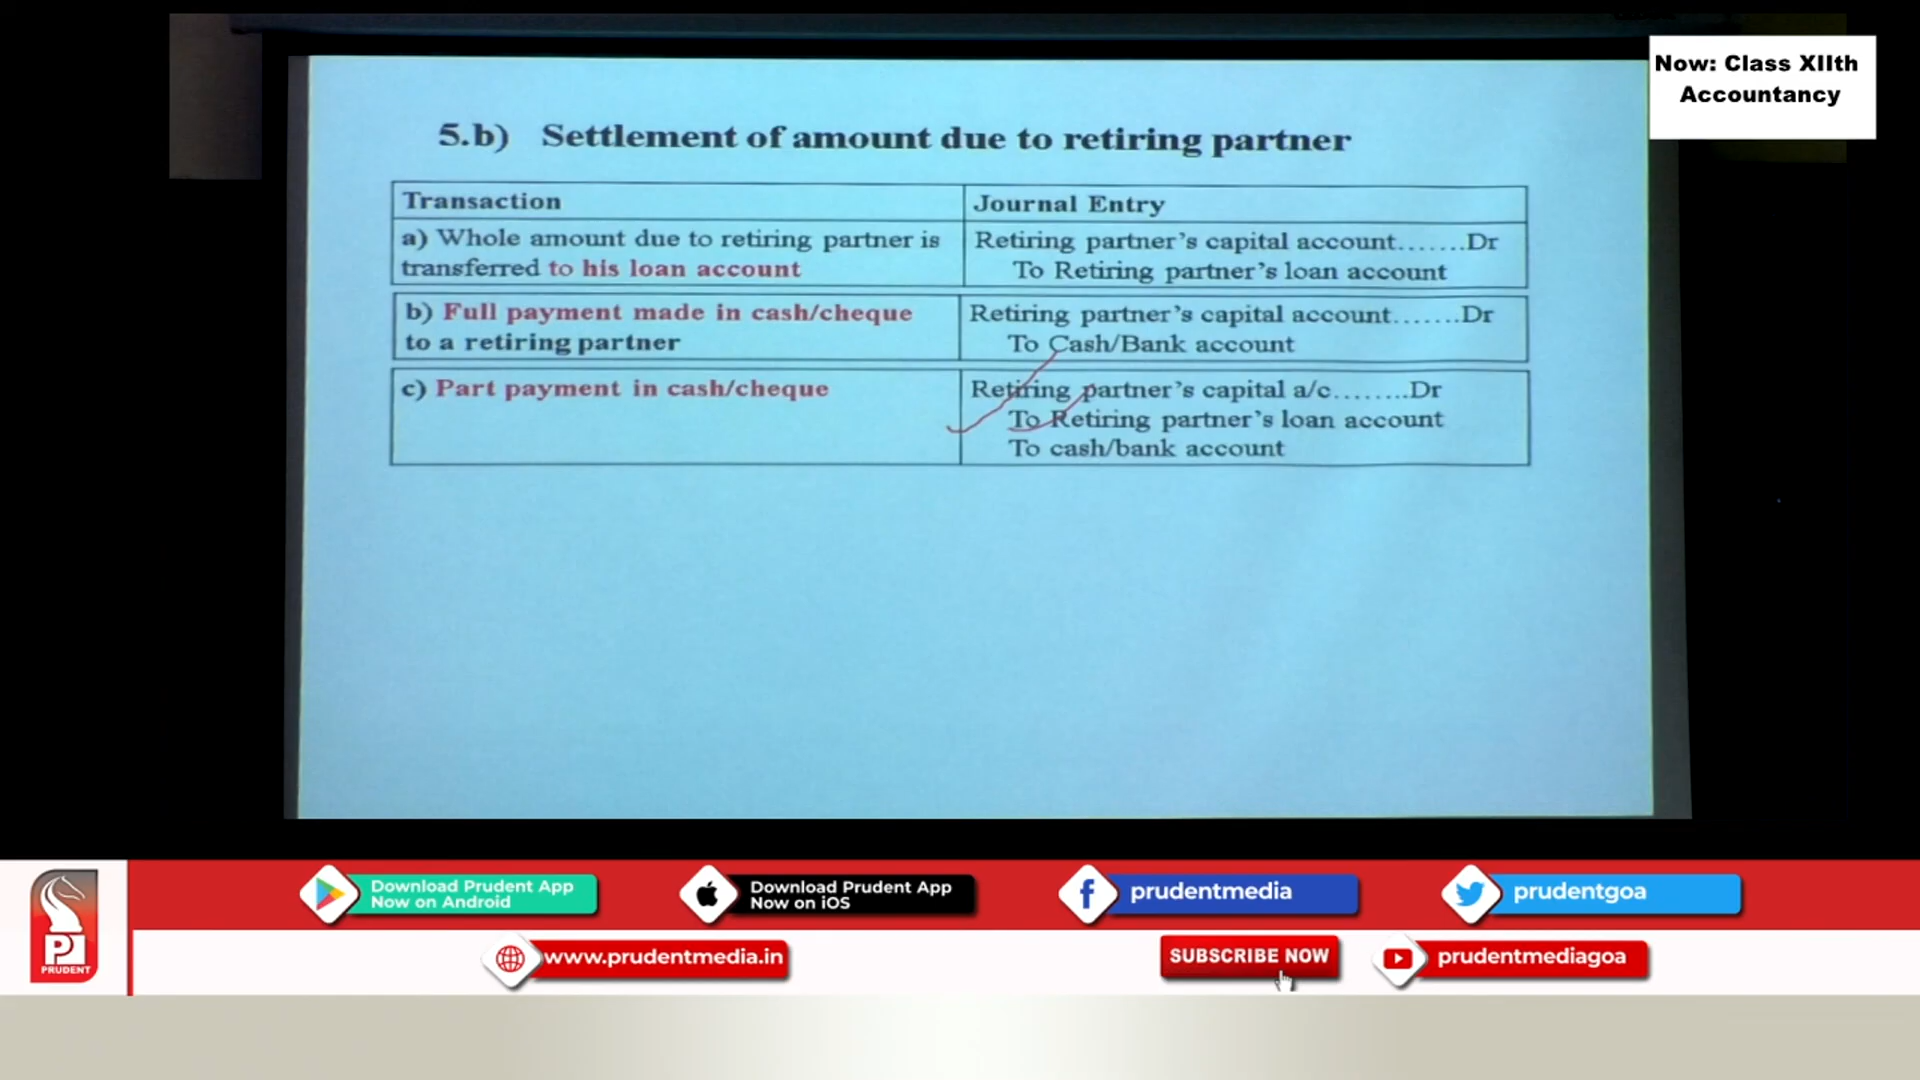 Now: Class XIIth
Accountancy
5.b) Settlement of amount due to retiring partner
Transaction
Journal Entry
a) Whole amount due to retiring partner is
transferred to his loan account
Retiring partner's capital account.......Dr
To Retiring partner's loan account
b) Full payment made in cash/cheque
to a retiring partner
Retiring partner's capital account.......Dr
To Cash/Bank account
c) Part payment in cash/cheque
Retiring partner's capital a/c........Dr
To Retiring partner's loan account
To cash/bank account
Download Prudent App
Now on Android
Download Prudent App
Now on iOS
prudentmedia
prudentgoa
PRUDENT
www.prudentmedia.in
SUBSCRIBE NOW
prudentmediagoa